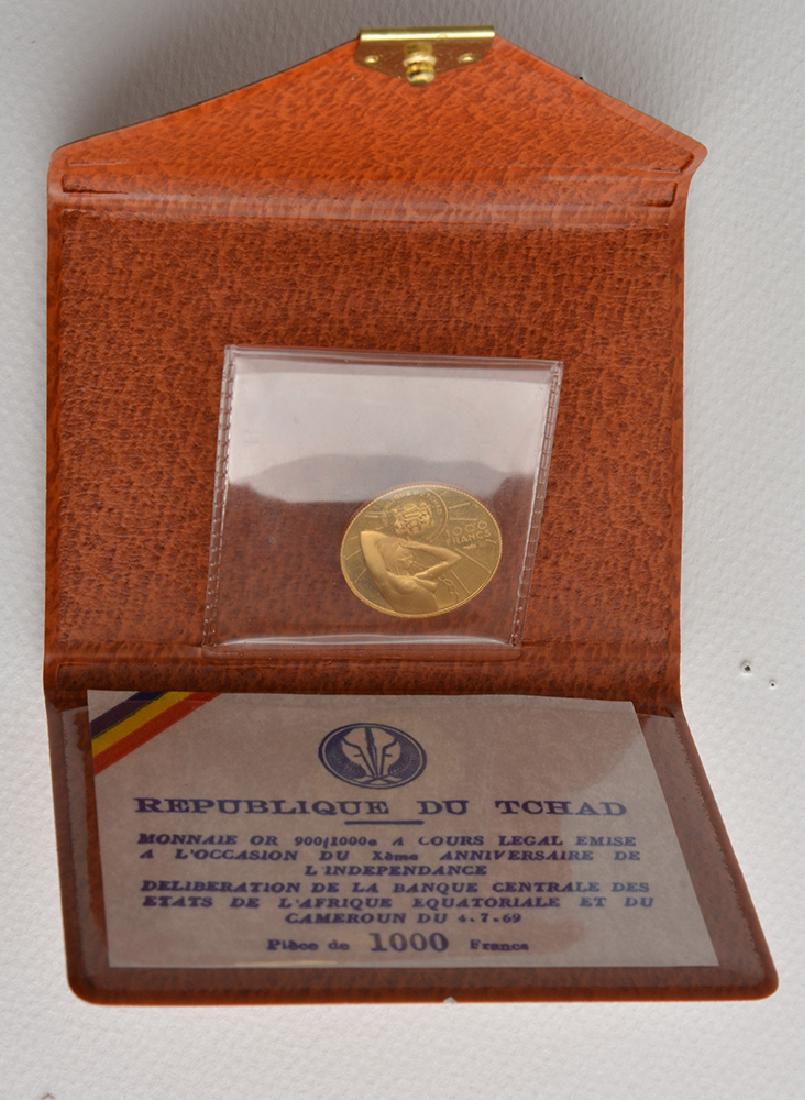 1000
FRANCS
REPUBLIQUE DU TCHAD
MONNAIE OR 900/1000e A COURS LEGAL EMISE
A L'OCCASION DU Xème ANNIVERSAIRE DE
L'INDEPENDANCE
DELIBERATION DE LA BANQUE CENTRALE DES
ETATS DE L'AFRIQUE EQUATORIALE ET DU
CAMEROUN DU 4.7.69
Pièce de 1000 Francs